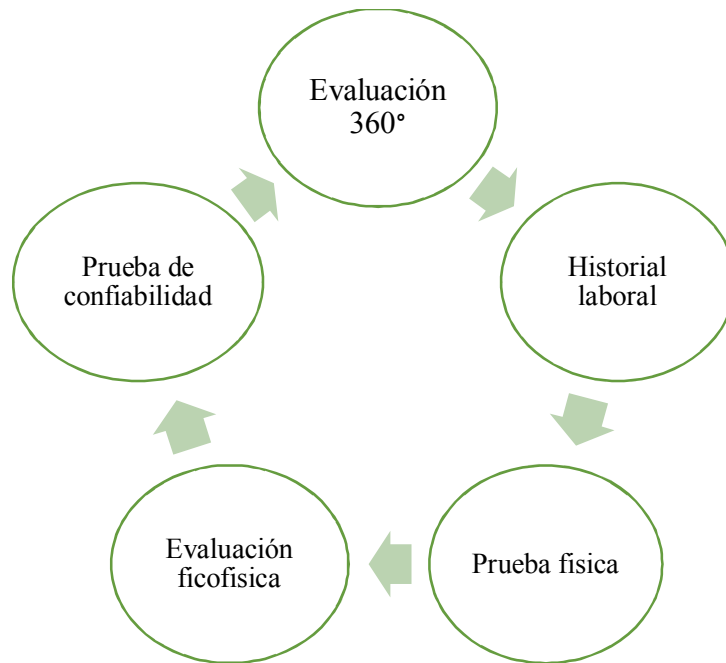 Evaluación
360°
Historial
laboral
Prueba fisica
Evaluación
ficofisica
Prueba de
confiabilidad